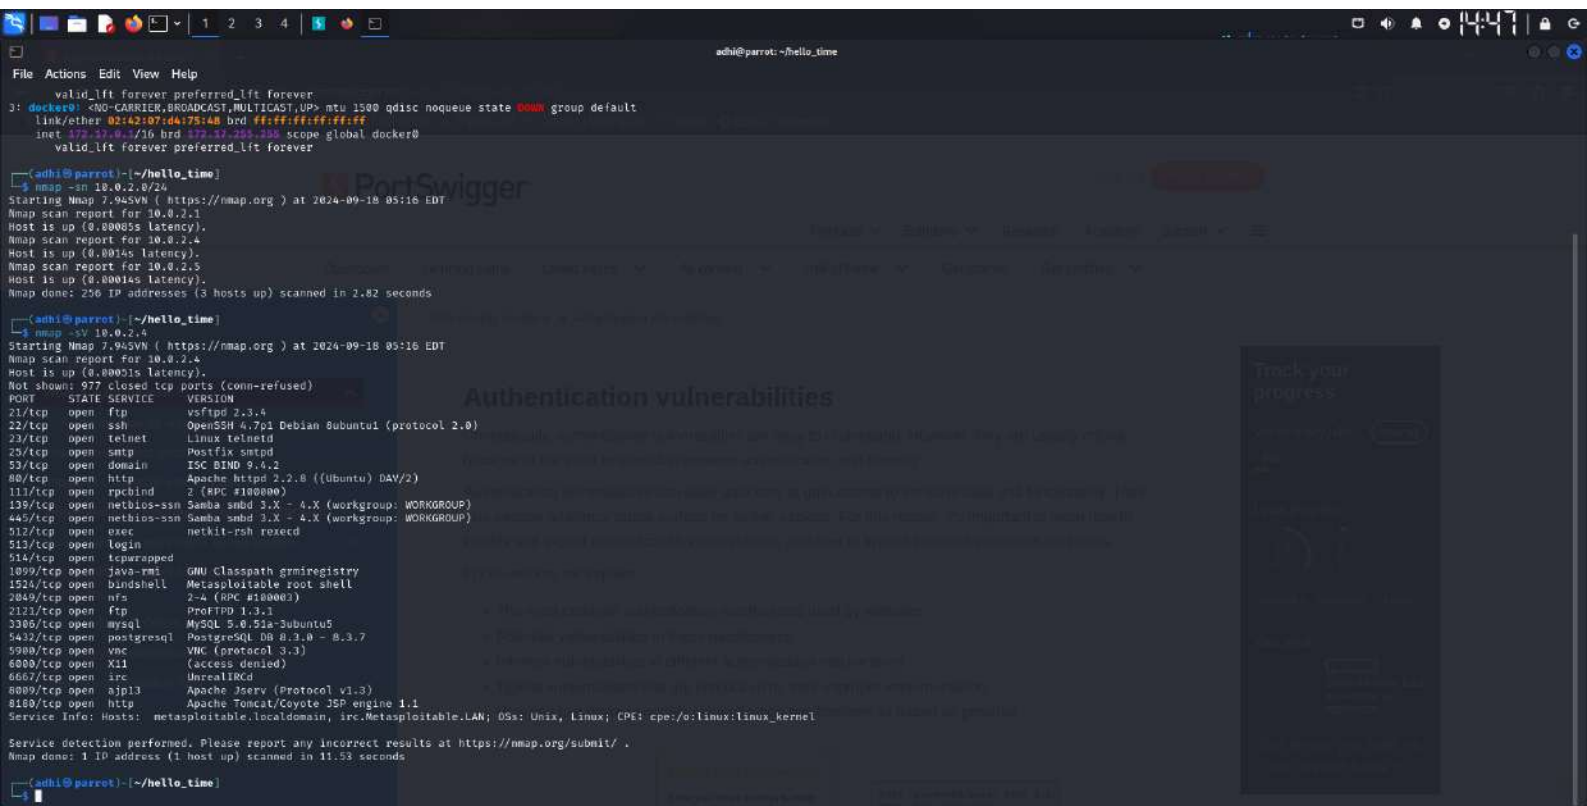 1 2 3 4
14:47
adhi@parrot: ~/hello_time
File Actions Edit View Help
valid_lft forever preferred_lft forever
3: docker0: <NO-CARRIER,BROADCAST,MULTICAST,UP> mtu 1500 qdisc noqueue state DOWN group default
link/ether 02:42:07:d4:75:48 brd ff:ff:ff:ff:ff:ff
inet 172.17.0.1/16 brd 172.17.255.255 scope global docker0
valid_lft forever preferred_lft forever
(adhi@parrot)-[~/hello_time]
$ nmap -sn 10.0.2.0/24
Starting Nmap 7.94SVN ( https://nmap.org ) at 2024-09-18 05:16 EDT
Nmap scan report for 10.0.2.1
Host is up (0.00085s latency).
Nmap scan report for 10.0.2.4
Host is up (0.0014s latency).
Nmap scan report for 10.0.2.5
Host is up (0.00014s latency).
Nmap done: 256 IP addresses (3 hosts up) scanned in 2.82 seconds
(adhi@parrot)-[~/hello_time]
$ nmap -sV 10.0.2.4
Starting Nmap 7.94SVN ( https://nmap.org ) at 2024-09-18 05:16 EDT
Nmap scan report for 10.0.2.4
Host is up (0.00051s latency).
Not shown: 977 closed tcp ports (conn-refused)
PORT STATE SERVICE VERSION
21/tcp open ftp vsftpd 2.3.4
22/tcp open ssh OpenSSH 4.7p1 Debian 8ubuntu1 (protocol 2.0)
23/tcp open telnet Linux telnetd
25/tcp open smtp Postfix smtpd
53/tcp open domain ISC BIND 9.4.2
80/tcp open http Apache httpd 2.2.8 ((Ubuntu) DAV/2)
111/tcp open rpcbind 2 (RPC #100000)
139/tcp open netbios-ssn Samba smbd 3.X - 4.X (workgroup: WORKGROUP)
445/tcp open netbios-ssn Samba smbd 3.X - 4.X (workgroup: WORKGROUP)
512/tcp open exec netkit-rsh rexecd
513/tcp open login
514/tcp open tcpwrapped
1099/tcp open java-rmi GNU Classpath grmiregistry
1524/tcp open bindshell Metasploitable root shell
2049/tcp open nfs 2-4 (RPC #100003)
2121/tcp open ftp ProFTPD 1.3.1
3306/tcp open mysql MySQL 5.0.51a-3ubuntu5
5432/tcp open postgresql PostgreSQL DB 8.3.0 - 8.3.7
5900/tcp open vnc VNC (protocol 3.3)
6000/tcp open X11 (access denied)
6667/tcp open irc UnrealIRCd
8009/tcp open ajp13 Apache Jserv (Protocol v1.3)
8180/tcp open http Apache Tomcat/Coyote JSP engine 1.1
Service Info: Hosts: metasploitable.localdomain, irc.Metasploitable.LAN; OSs: Unix, Linux; CPE: cpe:/o:linux:linux_kernel
Service detection performed. Please report any incorrect results at https://nmap.org/submit/ .
Nmap done: 1 IP address (1 host up) scanned in 11.53 seconds
(adhi@parrot)-[~/hello_time]
$
PortSwigger
Authentication vulnerabilities
Track your
progress